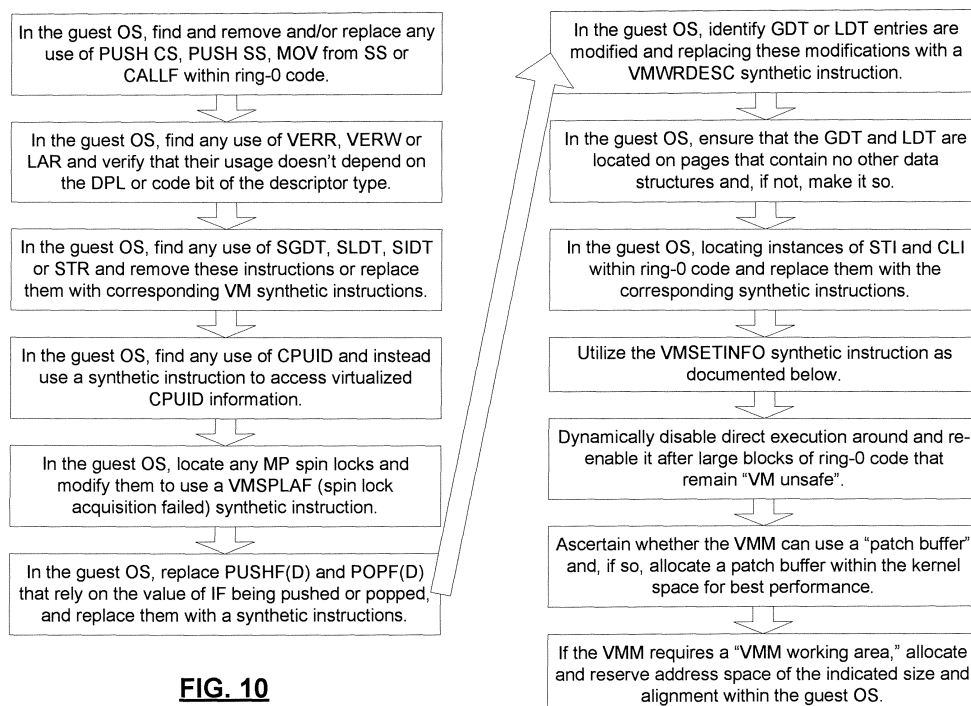 In the guest OS, find and remove and/or replace any
use of PUSH CS, PUSH SS, MOV from SS or
CALLF within ring-0 code.
In the guest OS, find any use of VERR, VERW or
LAR and verify that their usage doesn't depend on
the DPL or code bit of the descriptor type.
In the guest OS, find any use of SGDT, SLDT, SIDT
or STR and remove these instructions or replace
them with corresponding VM synthetic instructions.
In the guest OS, find any use of CPUID and instead
use a synthetic instruction to access virtualized
CPUID information.
In the guest OS, locate any MP spin locks and
modify them to use a VMSPLAF (spin lock
acquisition failed) synthetic instruction.
In the guest OS, replace PUSHF(D) and POPF(D)
that rely on the value of IF being pushed or popped,
and replace them with a synthetic instructions.
In the guest OS, identify GDT or LDT entries are
modified and replacing these modifications with a
VMWRDESC synthetic instruction.
In the guest OS, ensure that the GDT and LDT are
located on pages that contain no other data
structures and, if not, make it so.
In the guest OS, locating instances of STI and CLI
within ring-0 code and replace them with the
corresponding synthetic instructions.
Utilize the VMSETINFO synthetic instruction as
documented below.
Dynamically disable direct execution around and re-
enable it after large blocks of ring-0 code that
remain "VM unsafe".
Ascertain whether the VMM can use a "patch buffer"
and, if so, allocate a patch buffer within the kernel
space for best performance.
If the VMM requires a "VMM working area," allocate
and reserve address space of the indicated size and
alignment within the guest OS.
FIG. 10